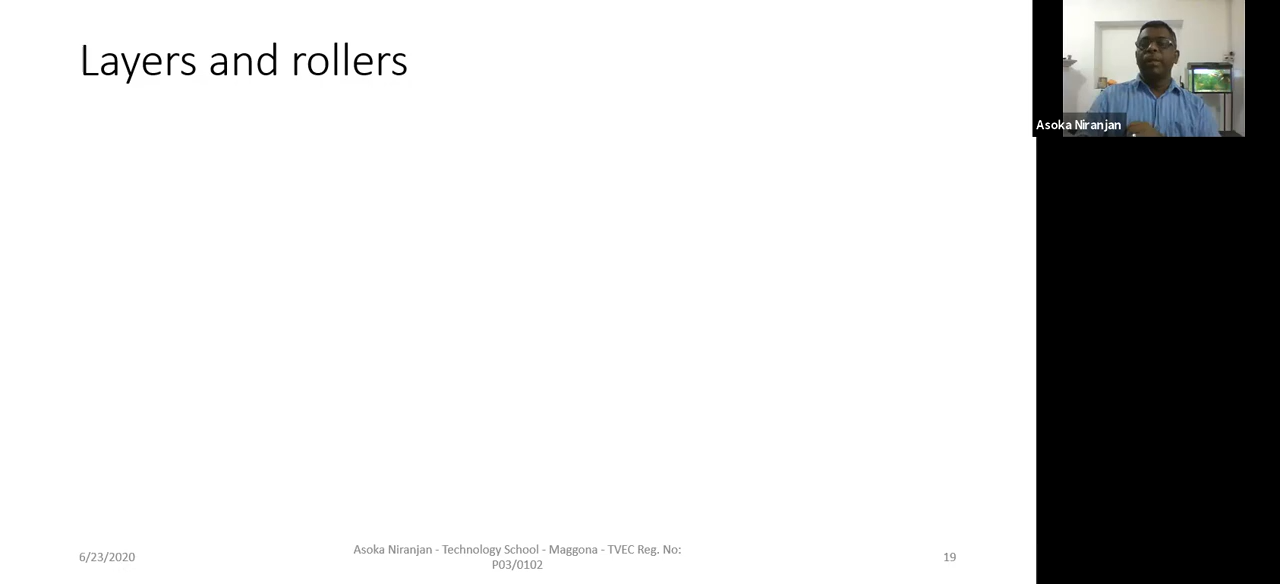 Layers and rollers
Asoka Niranjan
6/23/2020
Asoka Niranjan - Technology School - Maggona - TVEC Reg. No:
P03/0102
19